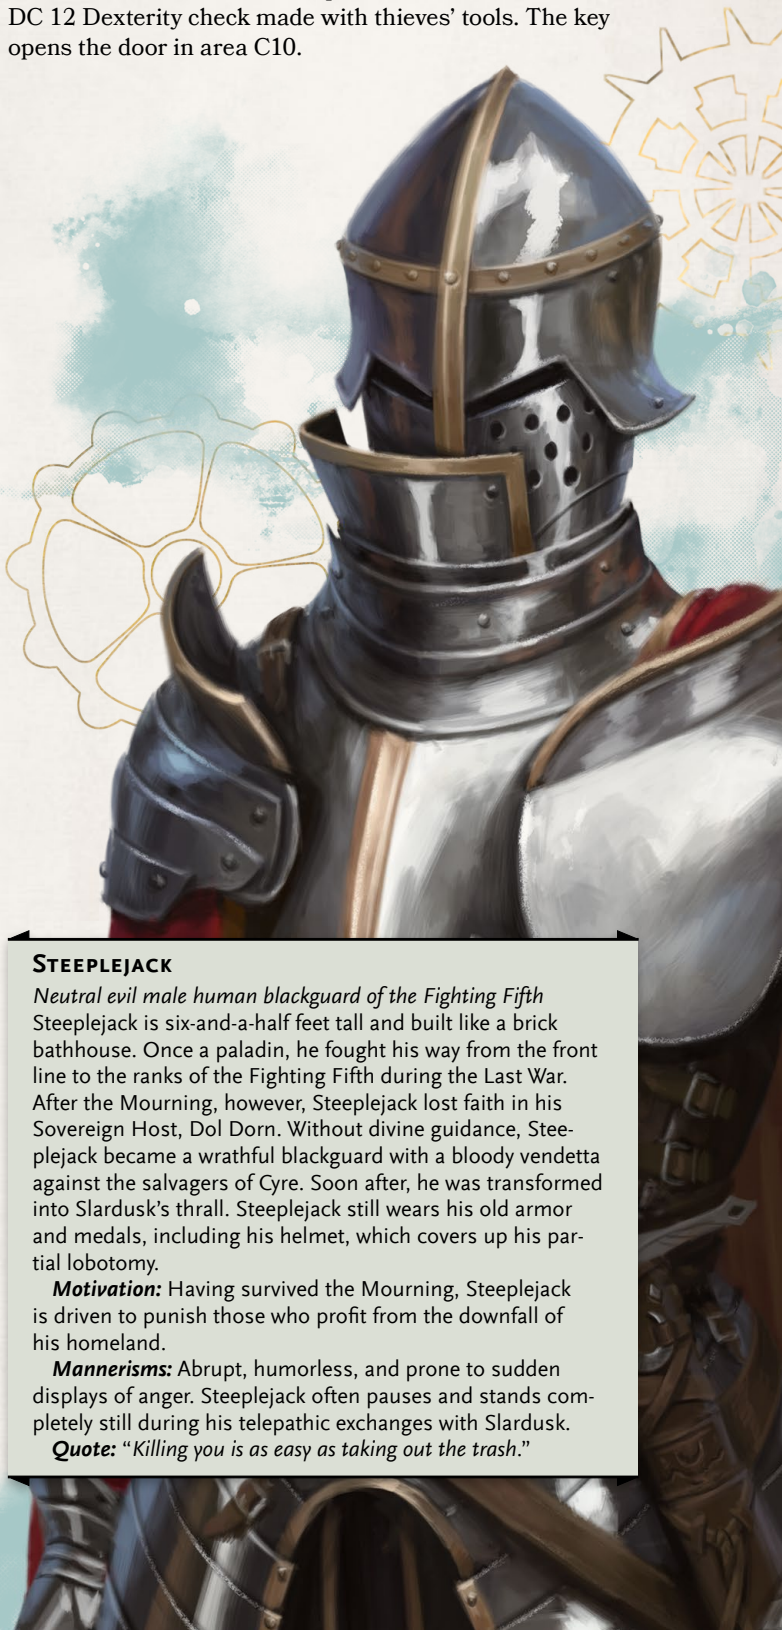 DC 12 Dexterity check made with thieves’ tools. The key
opens the door in area C10.
Steeplejack
Neutral evil male human blackguard of the Fighting Fifth
Steeplejack is six-and-a-half feet tall and built like a brick
bathhouse. Once a paladin, he fought his way from the front
line to the ranks of the Fighting Fifth during the Last War.
After the Mourning, however, Steeplejack lost faith in his
Sovereign Host, Dol Dorn. Without divine guidance, Stee-
plejack became a wrathful blackguard with a bloody vendetta
against the salvagers of Cyre. Soon after, he was transformed
into Slardusk’s thrall. Steeplejack still wears his old armor
and medals, including his helmet, which covers up his par-
tial lobotomy.
Motivation: Having survived the Mourning, Steeplejack
is driven to punish those who profit from the downfall of
his homeland.
Mannerisms: Abrupt, humorless, and prone to sudden
displays of anger. Steeplejack often pauses and stands com-
pletely still during his telepathic exchanges with Slardusk.
Quote: “Killing you is as easy as taking out the trash.”